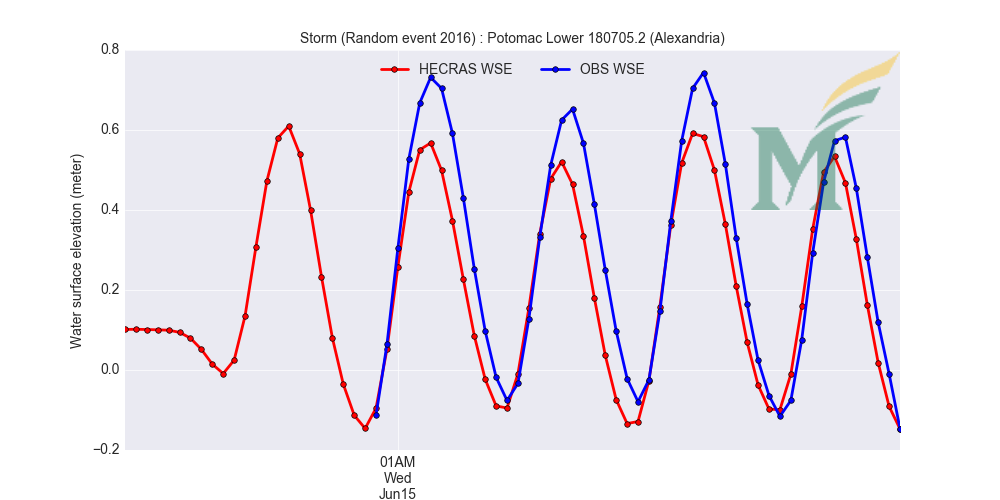 Storm (Random event 2016) : Potomac Lower 180705.2 (Alexandria)
HECRAS WSE
OBS WSE
M
Water surface elevation (meter)
0.8
0.6
0.4
0.2
0.0
−0.2
01AM
Wed
Jun15